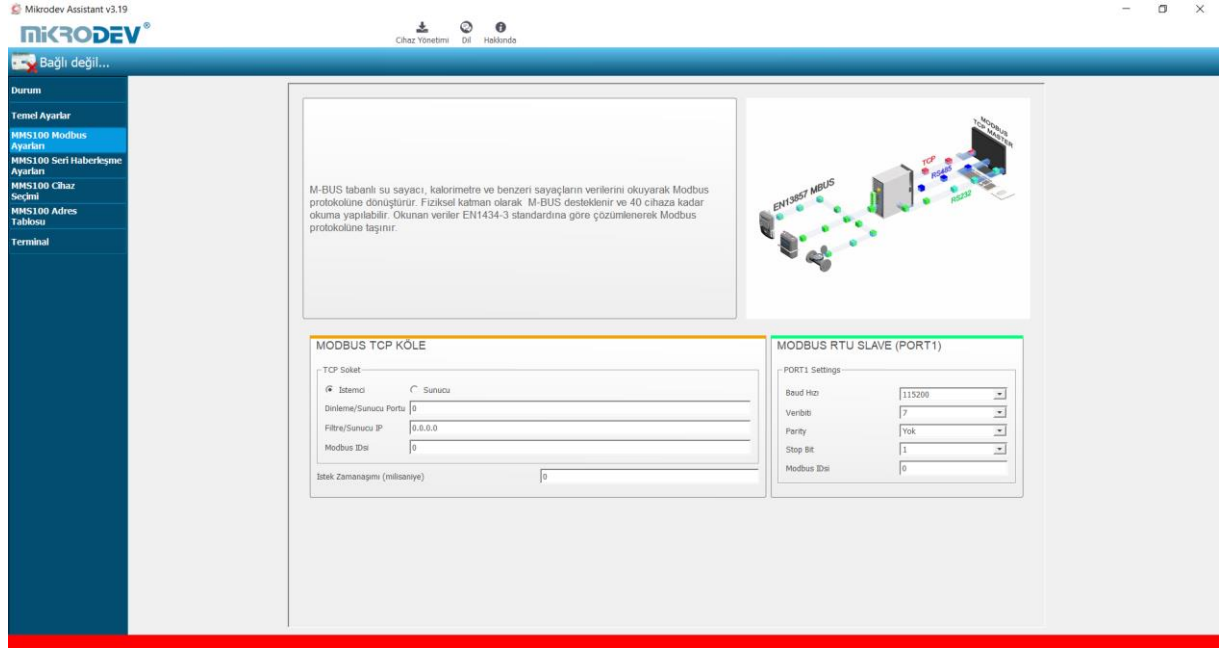 Mikrodev Assistant v3.19
MİKRODEV®
Cihaz Yönetimi Dil Hakkında
Bağlı değil...
Durum
Temel Ayarlar
MMS100 Modbus
Ayarları
MMS100 Seri Haberleşme
Ayarları
MMS100 Cihaz
Seçimi
MMS100 Adres
Tablosu
Terminal
M-BUS tabanlı su sayacı, kalorimetre ve benzeri sayaçların verilerini okuyarak Modbus
protokolüne dönüştürür. Fiziksel katman olarak M-BUS desteklenir ve 40 cihaza kadar
okuma yapılabilir. Okunan veriler EN1434-3 standardına göre çözümlenerek Modbus
protokolüne taşınır.
MODBUS
TCP MASTER
TCP
RS485
RS232
EN13857 MBUS
MODBUS TCP KÖLE
TCP Soket
İstemci Sunucu
Dinleme/Sunucu Portu 0
Filtre/Sunucu IP 0.0.0.0
Modbus IDsi 0
İstek Zamanaşımı (milisaniye) 0
MODBUS RTU SLAVE (PORT1)
PORT1 Settings
Baud Hızı 115200
Veribiti 7
Parity Yok
Stop Bit 1
Modbus IDsi 0